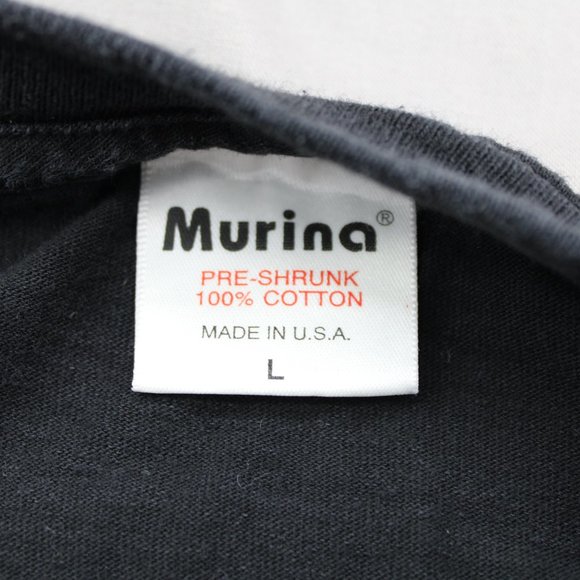 Murina®
PRE-SHRUNK
100% COTTON
MADE IN U.S.A.
L